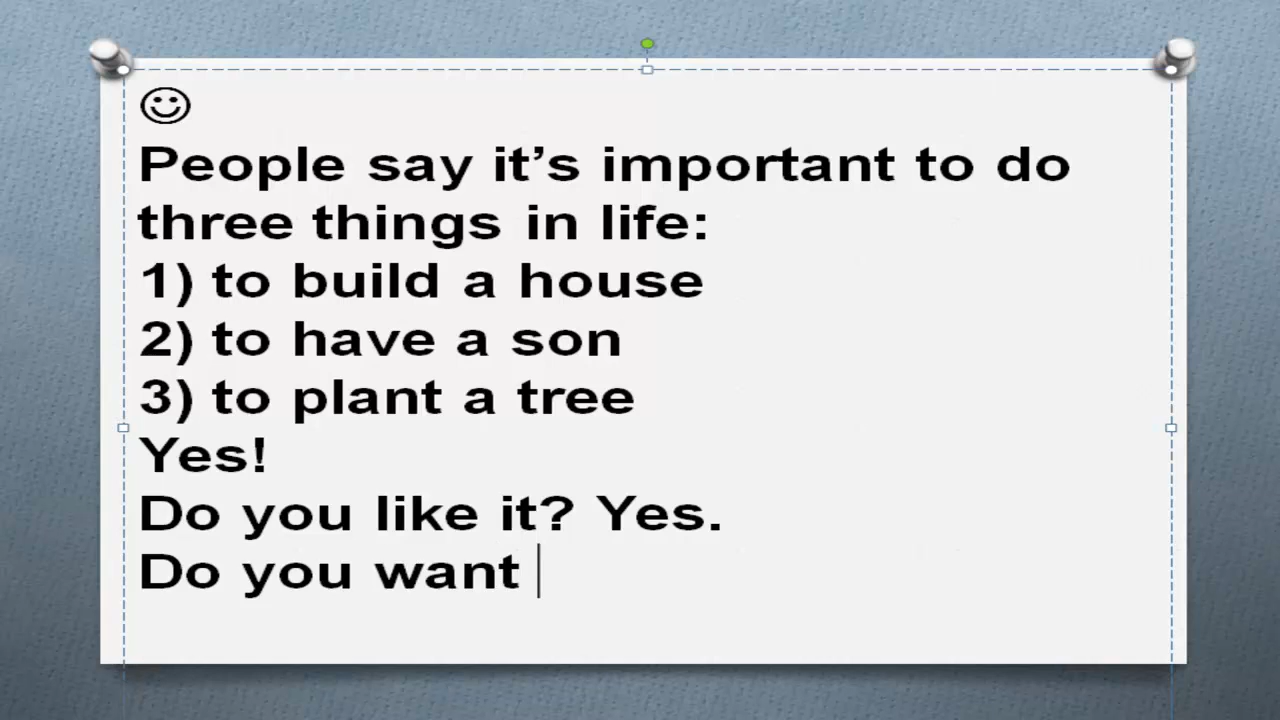 ☺
People say it’s important to do
three things in life:
1) to build a house
2) to have a son
3) to plant a tree
Yes!
Do you like it? Yes.
Do you want